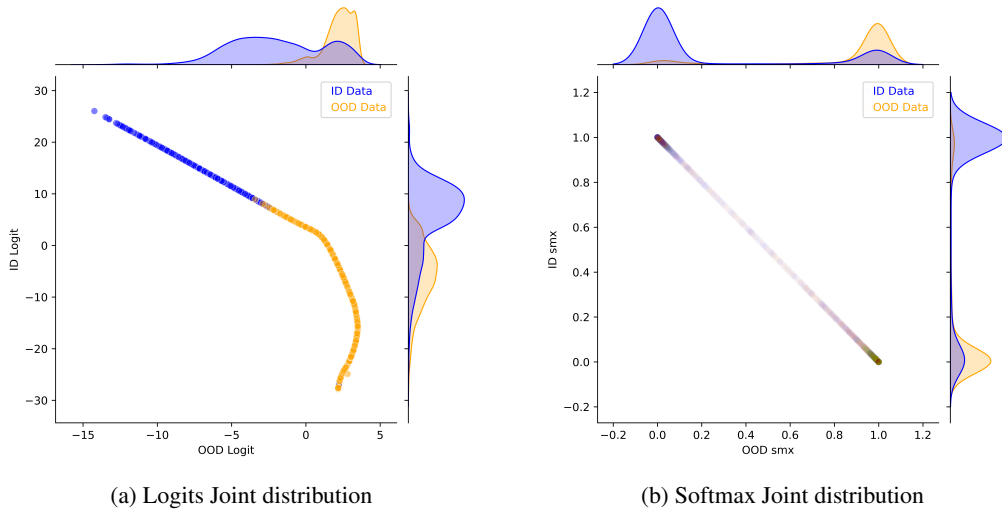 ID Data
OOD Data
30
20
10
0
−10
−20
−30
ID Logit
−15
−10
−5
0
5
OOD Logit
(a) Logits Joint distribution
ID Data
OOD Data
1.2
1.0
0.8
0.6
0.4
0.2
0.0
−0.2
ID smx
−0.2
0.0
0.2
0.4
0.6
0.8
1.0
1.2
OOD smx
(b) Softmax Joint distribution